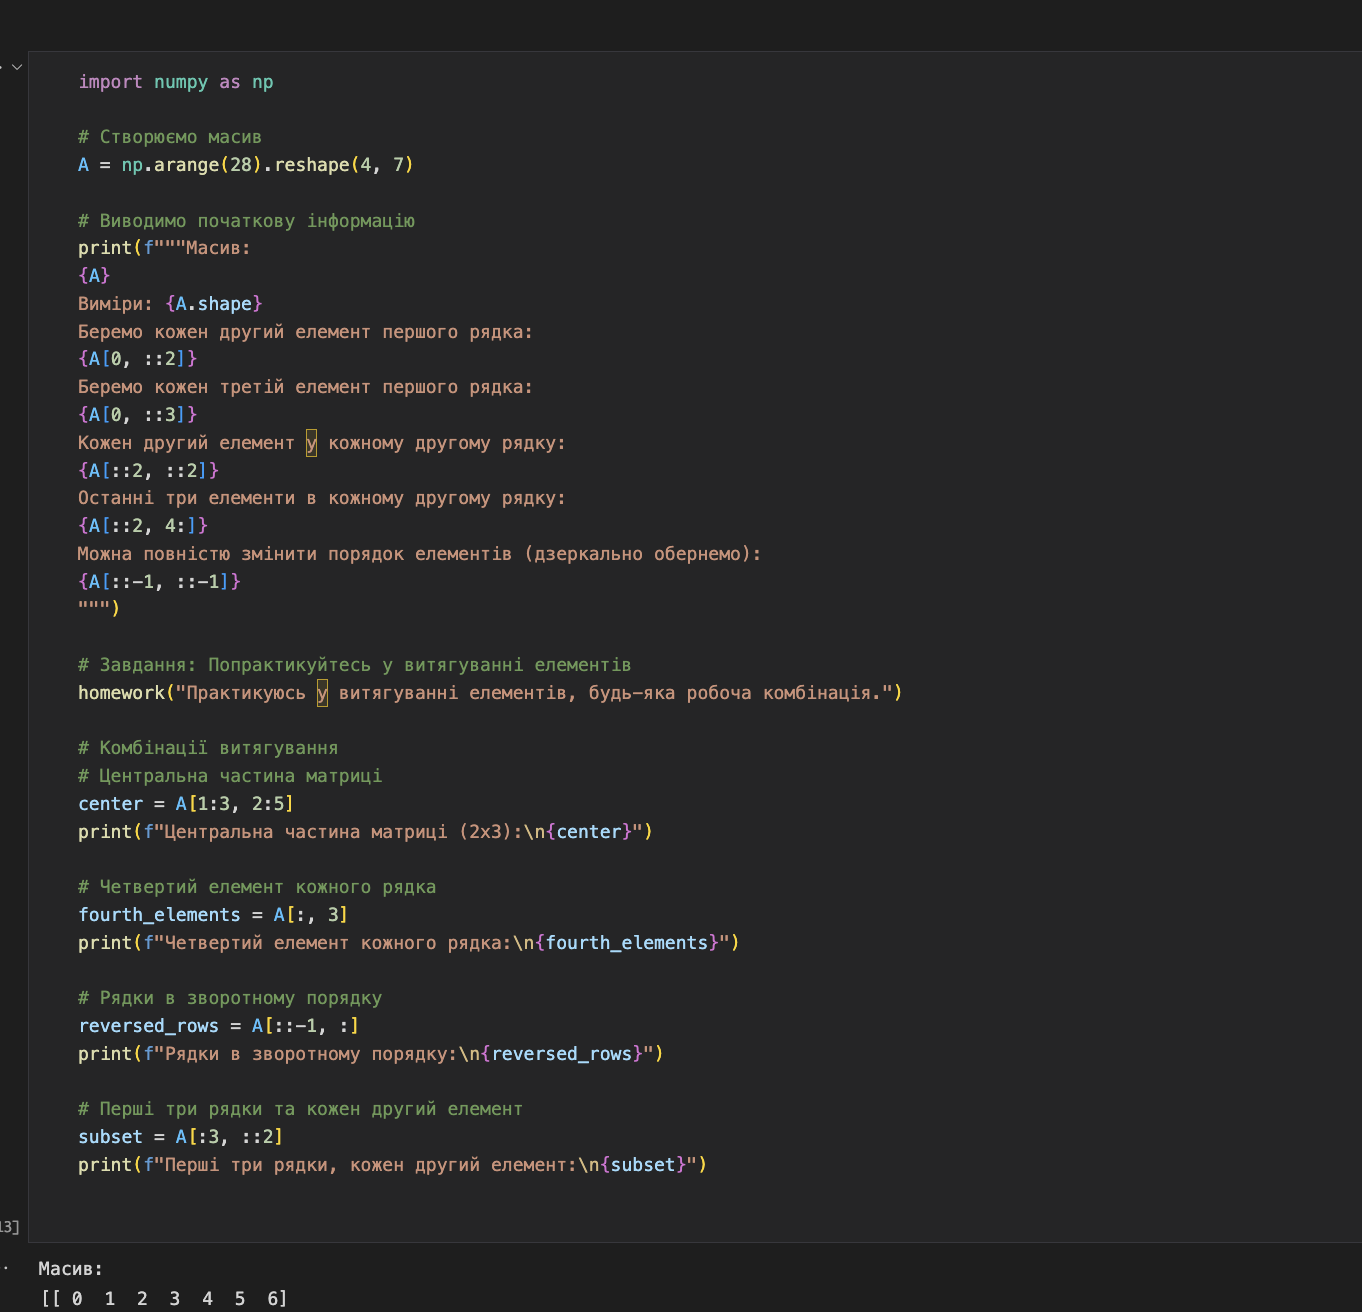 import numpy as np
# Створюємо масив
A = np.arange(28).reshape(4, 7)
# Виводимо початкову інформацію
print(f"""Масив:
{A}
Виміри: {A.shape}
Беремо кожен другий елемент першого рядка:
{A[0, ::2]}
Беремо кожен третій елемент першого рядка:
{A[0, ::3]}
Кожен другий елемент у кожному другому рядку:
{A[::2, ::2]}
Останні три елементи в кожному другому рядку:
{A[::2, 4:]}
Можна повністю змінити порядок елементів (дзеркально обернемо):
{A[::-1, ::-1]}
""")
# Завдання: Попрактикуйтесь у витягуванні елементів
homework("Практикуюсь у витягуванні елементів, будь-яка робоча комбінація.")
# Комбінації витягування
# Центральна частина матриці
center = A[1:3, 2:5]
print(f"Центральна частина матриці (2x3):\n{center}")
# Четвертий елемент кожного рядка
fourth_elements = A[:, 3]
print(f"Четвертий елемент кожного рядка:\n{fourth_elements}")
# Рядки в зворотному порядку
reversed_rows = A[::-1, :]
print(f"Рядки в зворотному порядку:\n{reversed_rows}")
# Перші три рядки та кожен другий елемент
subset = A[:3, ::2]
print(f"Перші три рядки, кожен другий елемент:\n{subset}")
13]
Масив:
[[ 0 1 2 3 4 5 6]